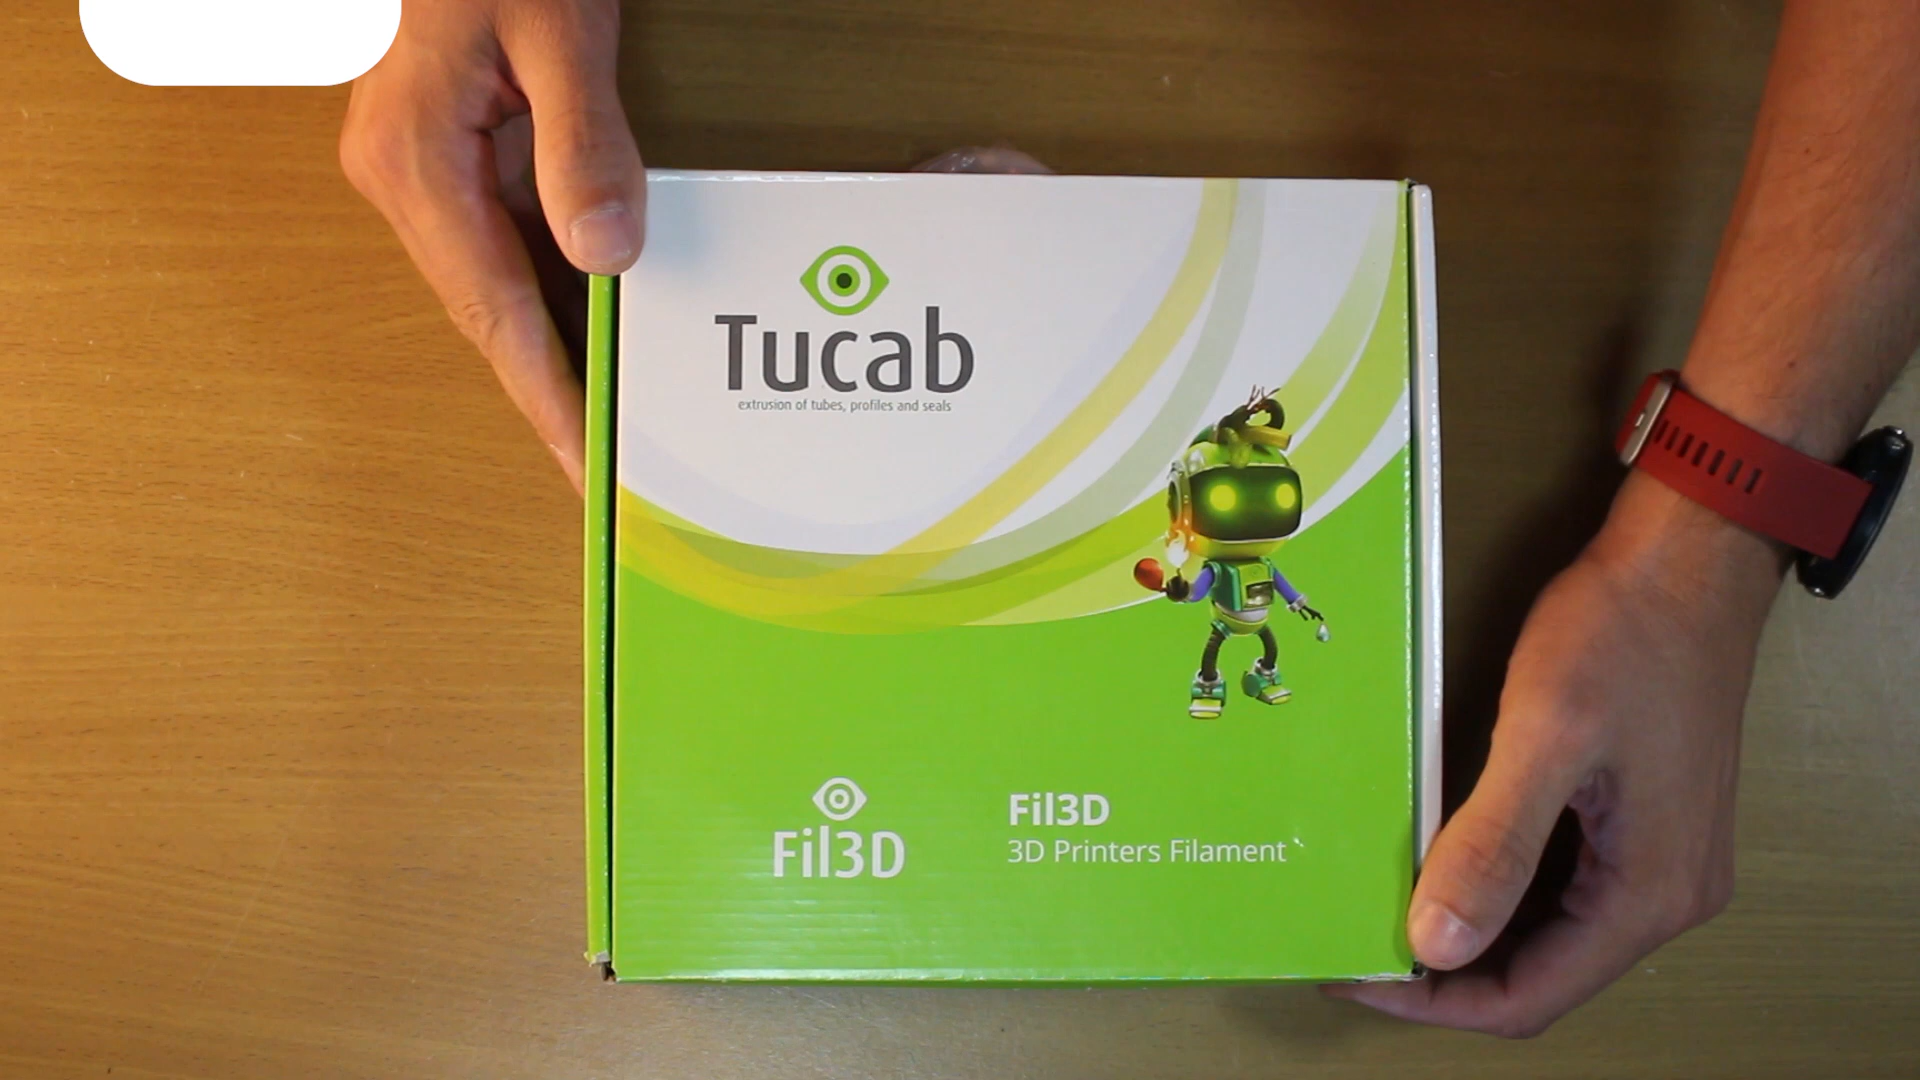 Tucab
extrusion of tubes, profiles and seals
Fil3D
Fil3D
3D Printers Filament